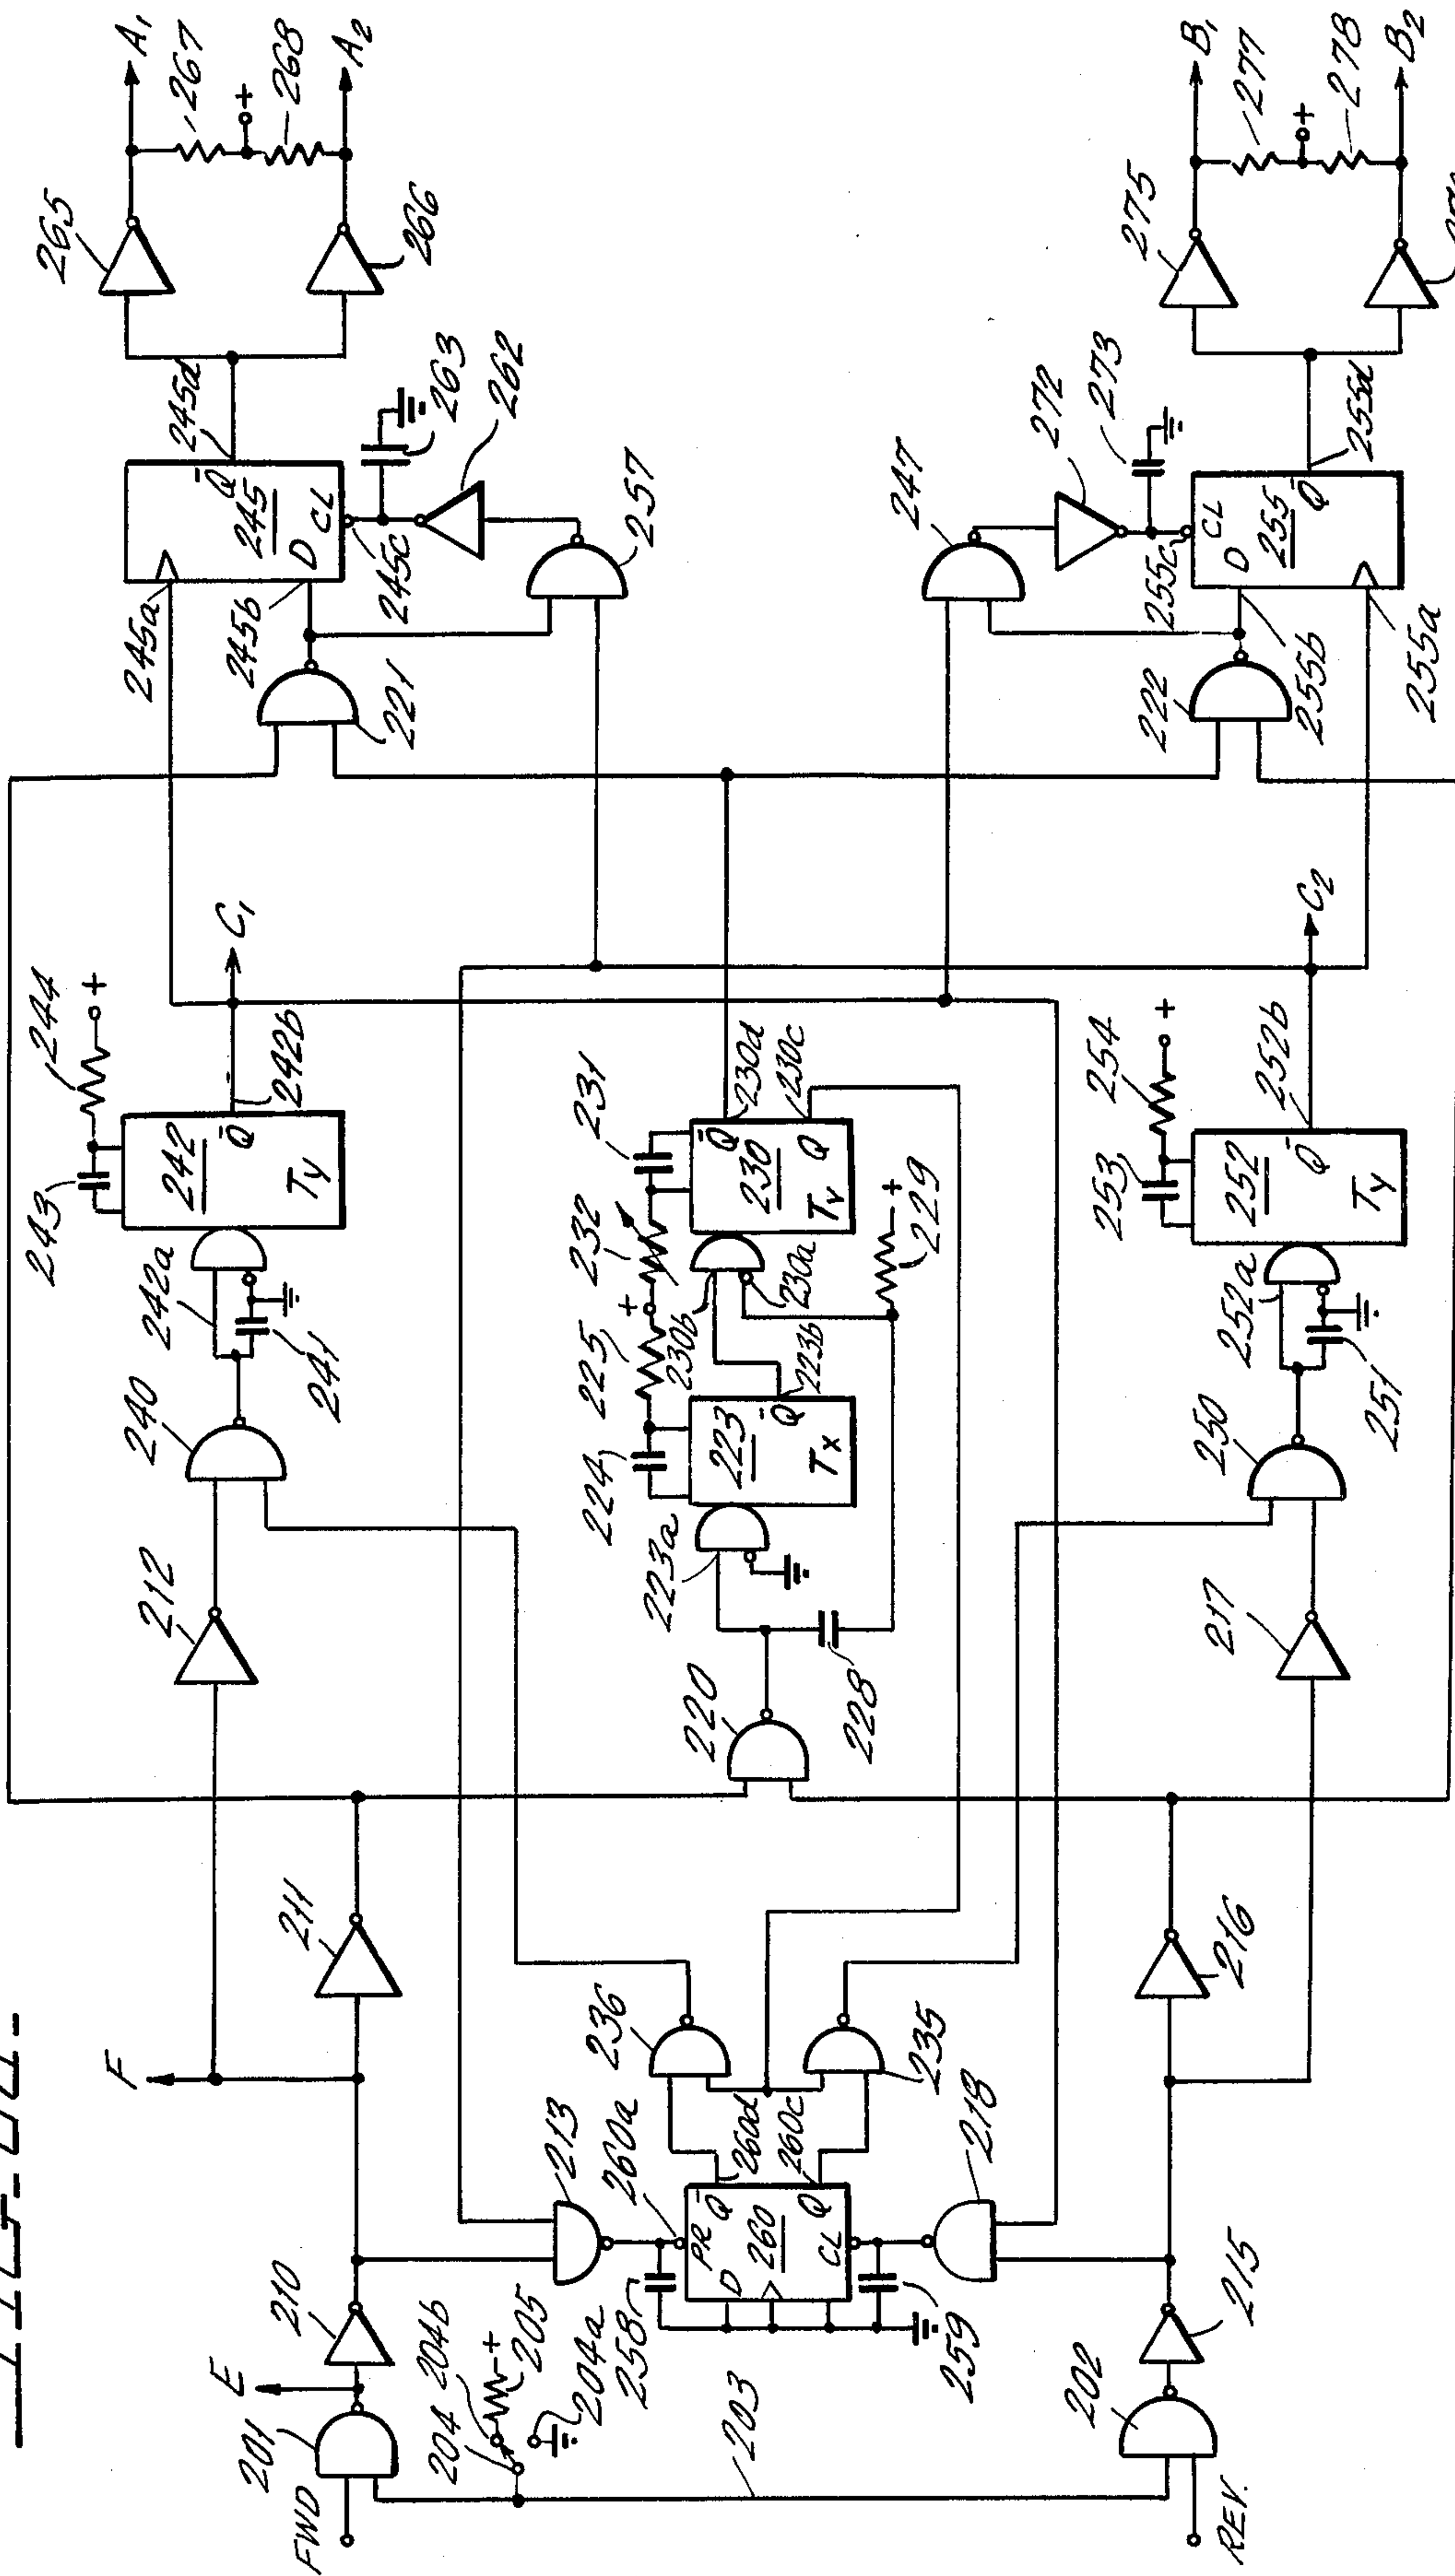 F
E
FWD
201
210
211
212
240
242a
241
243
244
+
242
Q̄
Ty
242b
C₁
245a
245b
D
245
Q̄
CL
245c
245d
221
257
262
263
265
266
267
+
268
A₁
A₂
204
204b
205
+
204a
203
213
258
260a
PR
D
260
Q̄
Q
CL
260d
260c
259
218
236
235
220
228
223a
224
225
+
223
Q̄
Tx
223b
230b
230a
232
231
230
Q̄
Q
Tv
230d
230c
229
+
REV.
202
215
216
217
250
252a
251
253
254
+
252
Q̄
Ty
252b
C₂
247
272
273
222
255b
255c
CL
D
255
Q̄
255a
255d
275
277
+
278
B₁
B₂